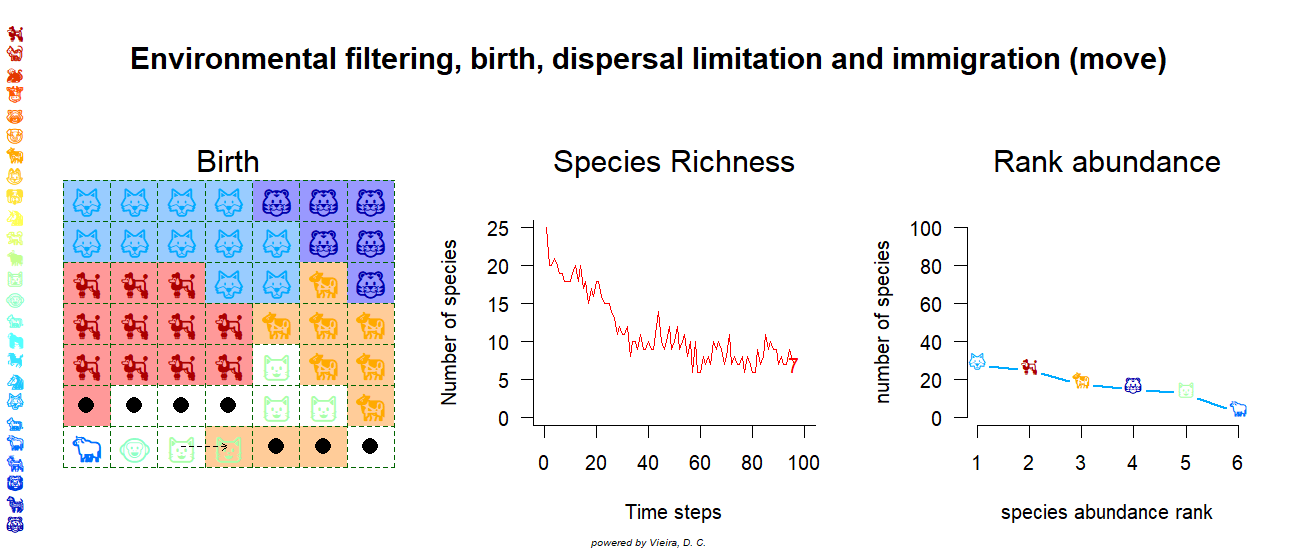 Environmental filtering, birth, dispersal limitation and immigration (move)
Birth
Species Richness
Number of species
25
20
15
10
5
0
7
0 20 40 60 80 100
Time steps
Rank abundance
number of species
100
80
60
40
20
0
1 2 3 4 5 6
species abundance rank
powered by Vieira, D. C.